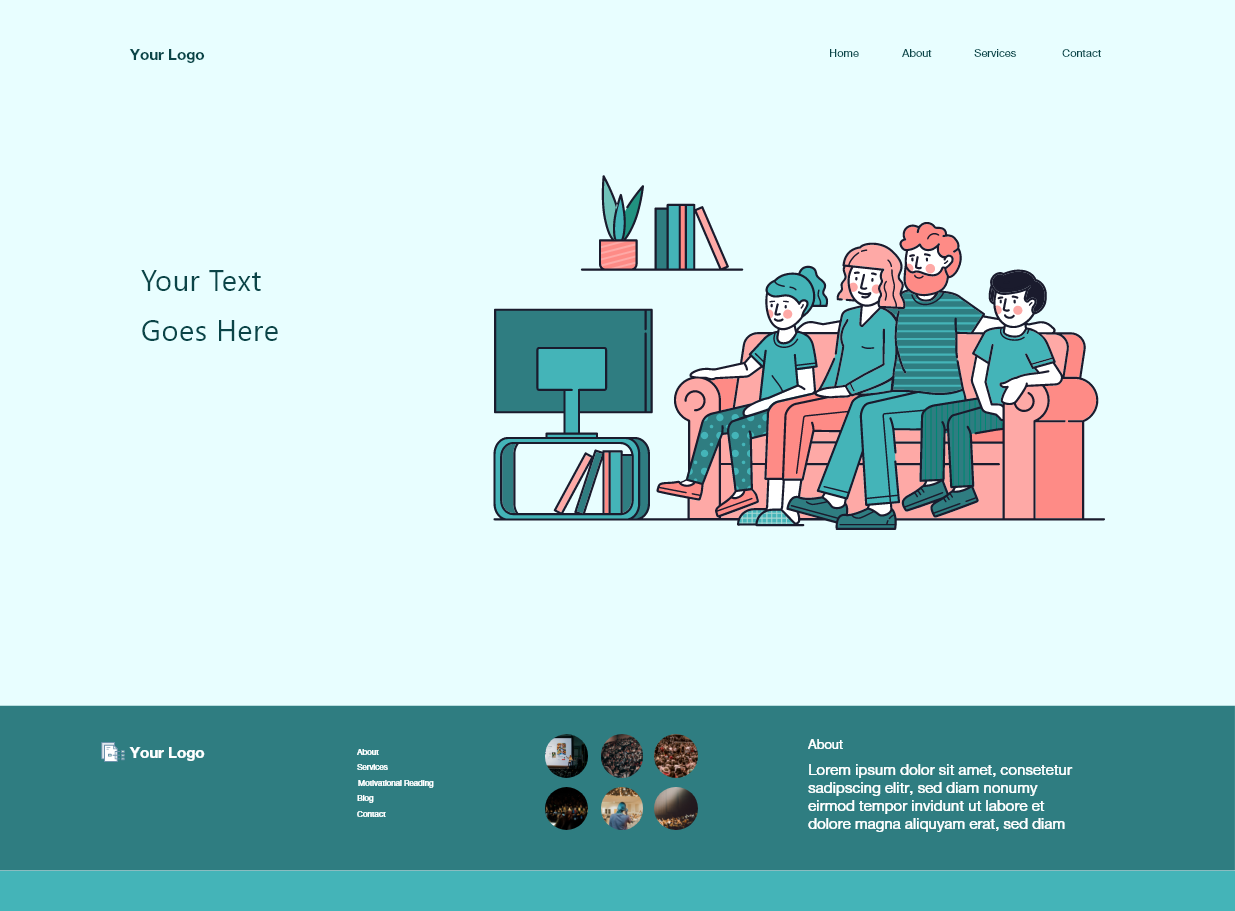 Your Logo
Home
About
Services
Contact
Your Text
Goes Here
Your Logo
About
Services
Motivational Reading
Blog
Contact
About
Lorem ipsum dolor sit amet, consetetur
sadipscing elitr, sed diam nonumy
eirmod tempor invidunt ut labore et
dolore magna aliquyam erat, sed diam